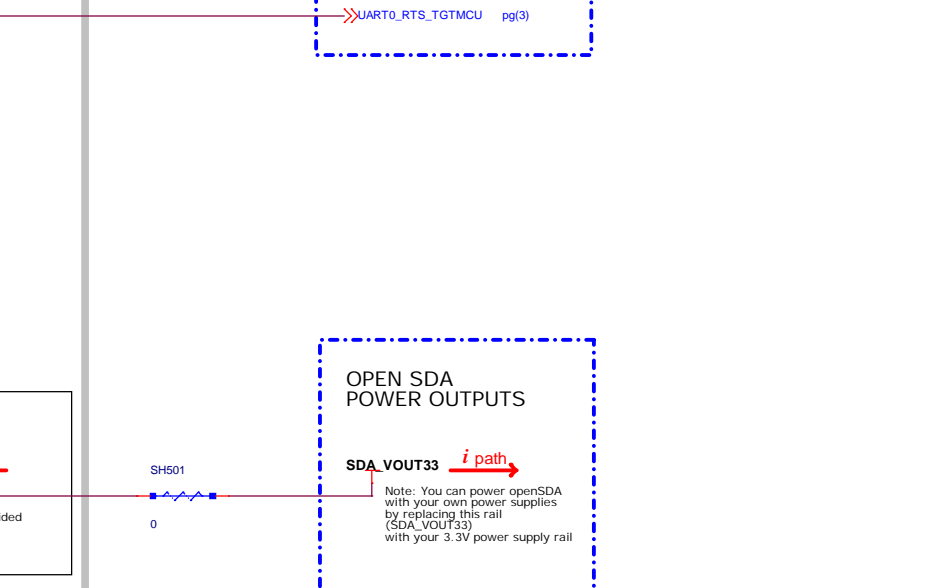 UART0_RTS_TGTMCU pg(3)
OPEN SDA
POWER OUTPUTS
SDA_VOUT33 i path
SH501
Note: You can power openSDA
with your own power supplies
by replacing this rail
(SDA_VOUT33)
with your 3.3V power supply rail
ided
0